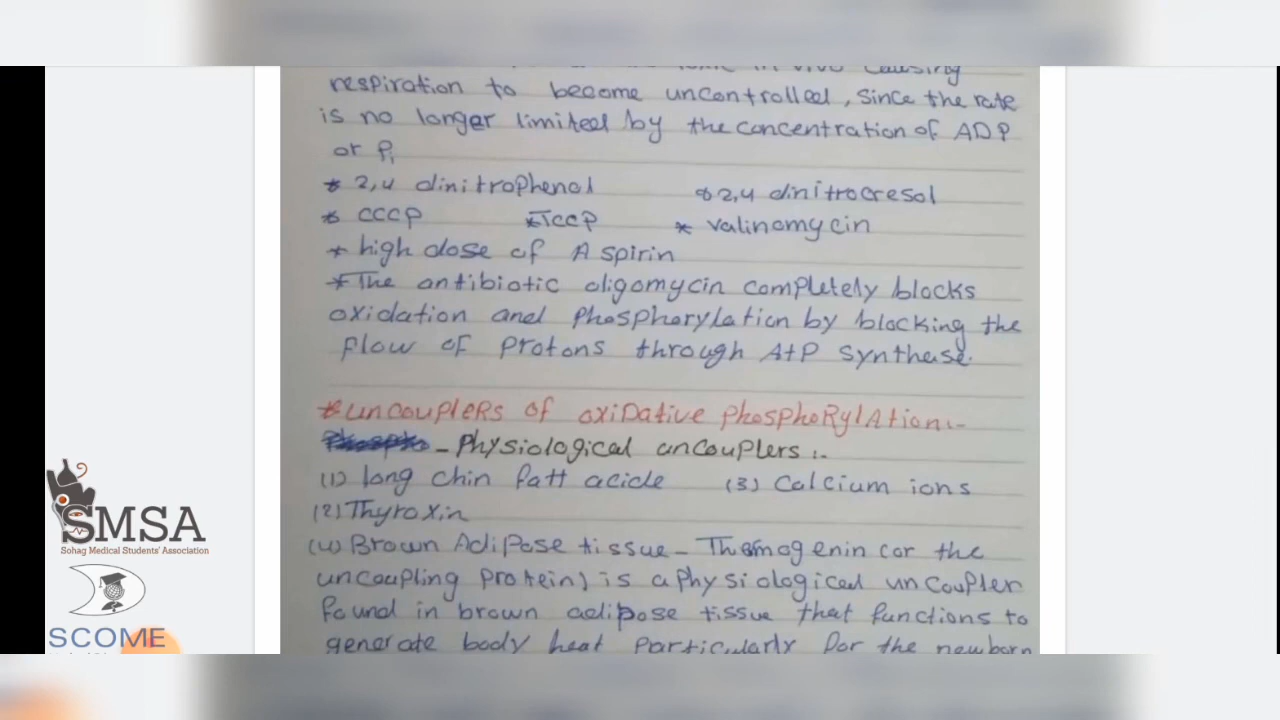 in vivo causing
respiration to become uncontrolled, since the rate
is no longer limited by the concentration of ADP
or Pi
* 2,4 dinitrophenol * 2,4 dinitrocresol
* CCCP * TCCP * valinomycin
* high dose of Aspirin
* The antibiotic oligomycin completely blocks
oxidation and phosphorylation by blocking the
flow of protons through AtP synthase.
* uncouplers of oxidative phosphorylation:-
- Physiological uncouplers :-
(1) long chin fatt acide (3) Calcium ions
(2) Thyroxin
(4) Brown Adipose tissue - Thermogenin (or the
uncoupling protein) is a physiological uncoupler
found in brown adipose tissue that functions to
generate body heat particularly for the newborn
SMSA
Sohag Medical Students' Association
SCOME